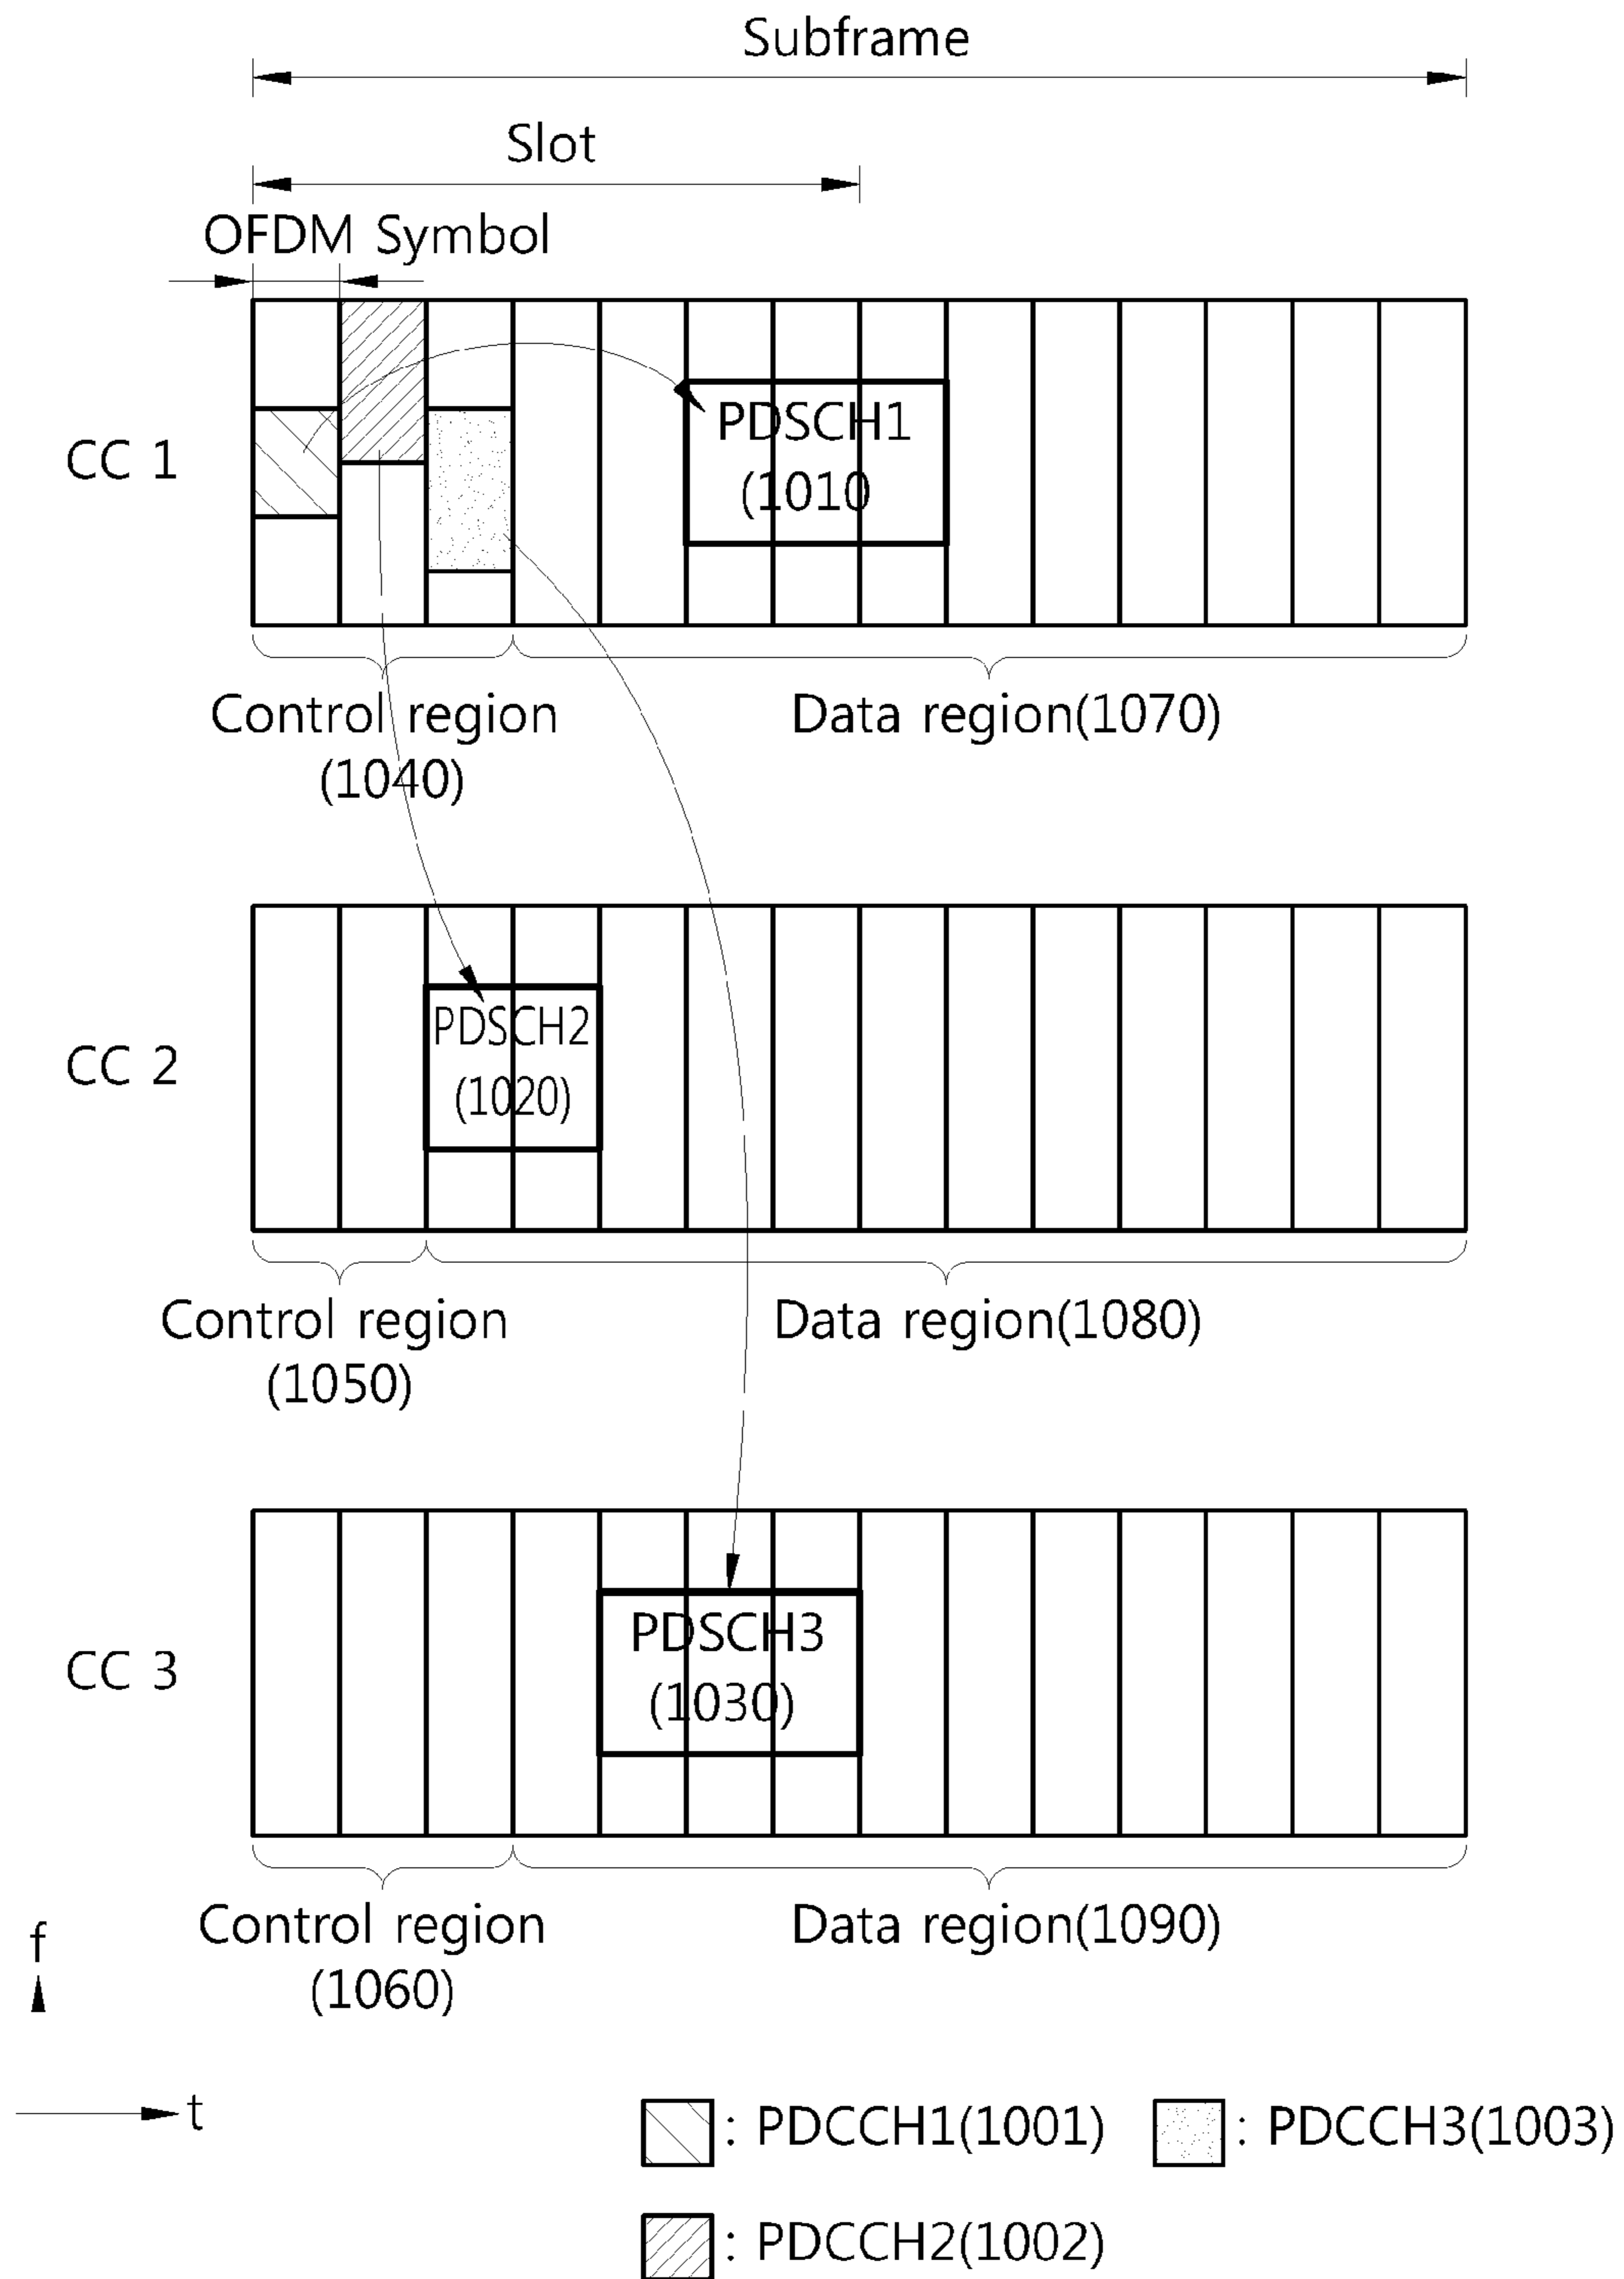 Subframe
Slot
OFDM Symbol
CC 1
PDSCH1
(1010
Control region
(1040)
Data region(1070)
CC 2
PDSCH2
(1020)
Control region
(1050)
Data region(1080)
CC 3
PDSCH3
(1030)
Control region
(1060)
Data region(1090)
f
t
: PDCCH1(1001)
: PDCCH3(1003)
: PDCCH2(1002)